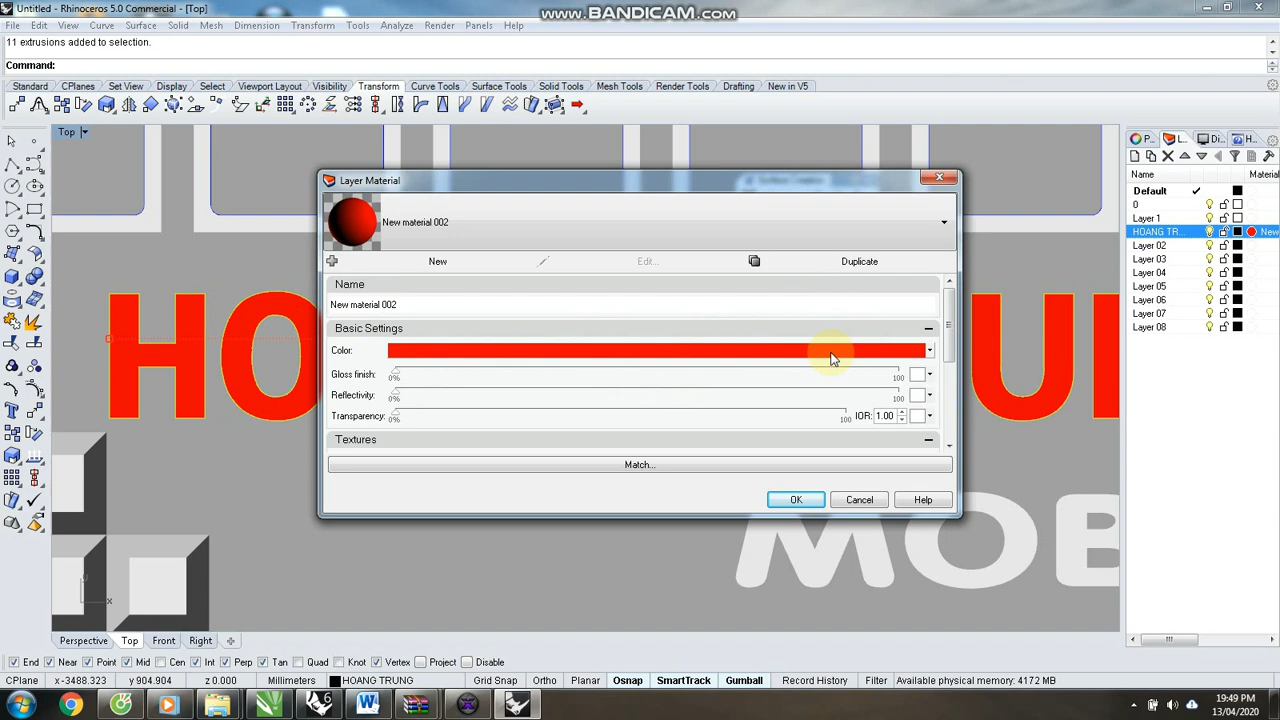 Untitled - Rhinoceros 5.0 Commercial - [Top]
www.BANDICAM.com
File Edit View Curve Surface Solid Mesh Dimension Transform Tools Analyze Render Panels Help
11 extrusions added to selection.
Command:
Standard CPlanes Set View Display Select Viewport Layout Visibility Transform Curve Tools Surface Tools Solid Tools Mesh Tools Render Tools Drafting New in V5
Top
P... L... Di... H...
Name Material
Default
0
Layer 1
HOANG TR... New
Layer 02
Layer 03
Layer 04
Layer 05
Layer 06
Layer 07
Layer 08
Layer Material
New material 002
New Edit... Duplicate
Name
New material 002
Basic Settings
Color:
Gloss finish: 0% 100
Reflectivity: 0% 100
Transparency: 0% 100 IOR: 1.00
Textures
Match...
OK Cancel Help
HO U
MOB
y
x
Perspective Top Front Right
End Near Point Mid Cen Int Perp Tan Quad Knot Vertex Project Disable
CPlane x -3488.323 y 904.904 z 0.000 Millimeters HOANG TRUNG Grid Snap Ortho Planar Osnap SmartTrack Gumball Record History Filter Available physical memory: 4172 MB
19:49 PM
13/04/2020